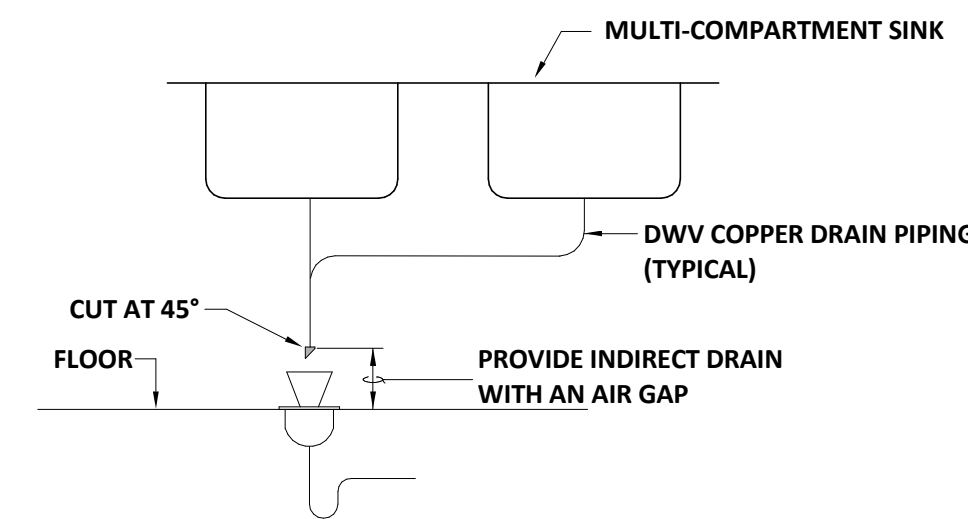 MULTI-COMPARTMENT SINK
DWV COPPER DRAIN PIPING
(TYPICAL)
CUT AT 45°
FLOOR
PROVIDE INDIRECT DRAIN
WITH AN AIR GAP